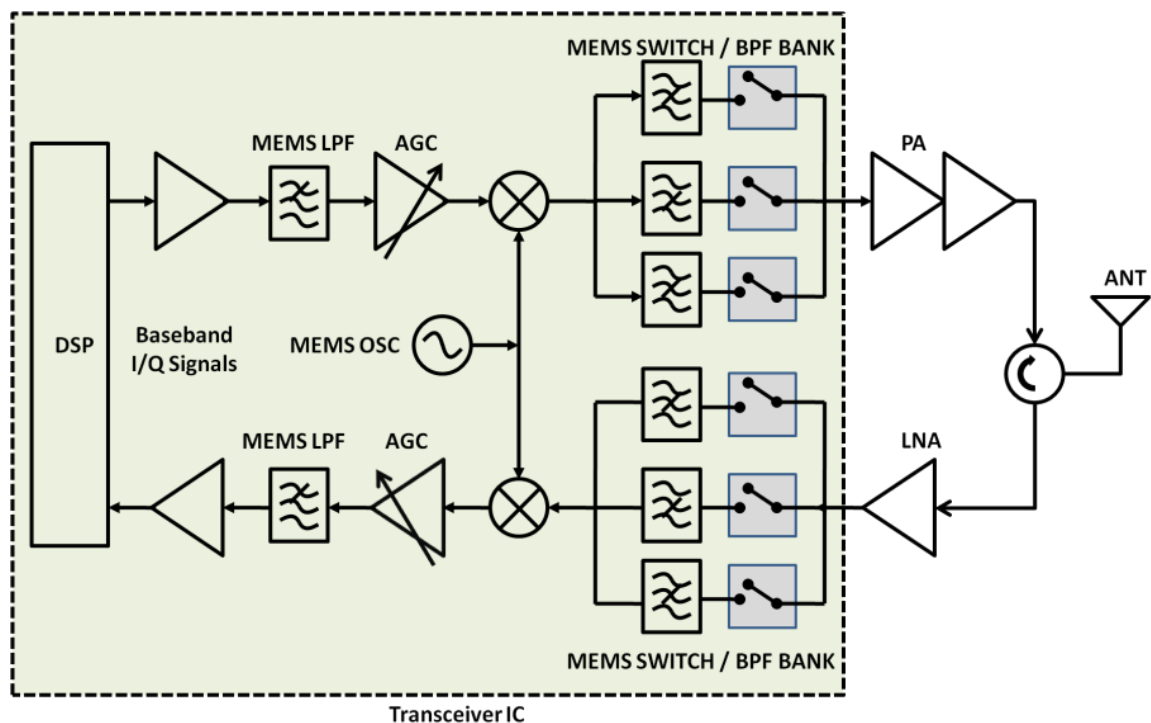 MEMS SWITCH / BPF BANK
MEMS LPF
AGC
PA
ANT
DSP
Baseband
I/Q Signals
MEMS OSC
MEMS LPF
AGC
LNA
MEMS SWITCH / BPF BANK
Transceiver IC